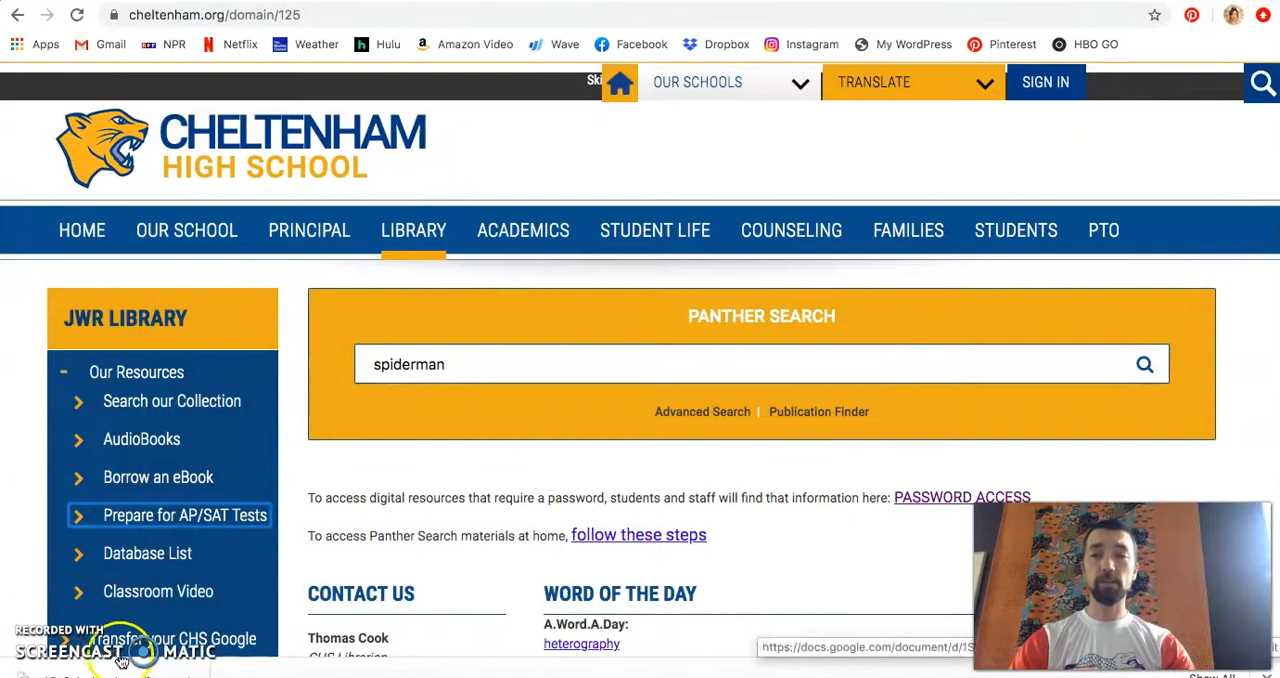 cheltenham.org/domain/125
Apps Gmail NPR Netflix Weather Hulu Amazon Video Wave Facebook Dropbox Instagram My WordPress Pinterest HBO GO
Ski OUR SCHOOLS TRANSLATE SIGN IN
CHELTENHAM
HIGH SCHOOL
HOME OUR SCHOOL PRINCIPAL LIBRARY ACADEMICS STUDENT LIFE COUNSELING FAMILIES STUDENTS PTO
JWR LIBRARY
Our Resources
Search our Collection
AudioBooks
Borrow an eBook
Prepare for AP/SAT Tests
Database List
Classroom Video
Transfer your CHS Google
PANTHER SEARCH
spiderman
Advanced Search | Publication Finder
To access digital resources that require a password, students and staff will find that information here: PASSWORD ACCESS
To access Panther Search materials at home, follow these steps
CONTACT US
Thomas Cook
CHS Librarian
WORD OF THE DAY
A.Word.A.Day:
heterography
https://docs.google.com/document/d/1S
RECORDED WITH
SCREENCAST MATIC
Show All